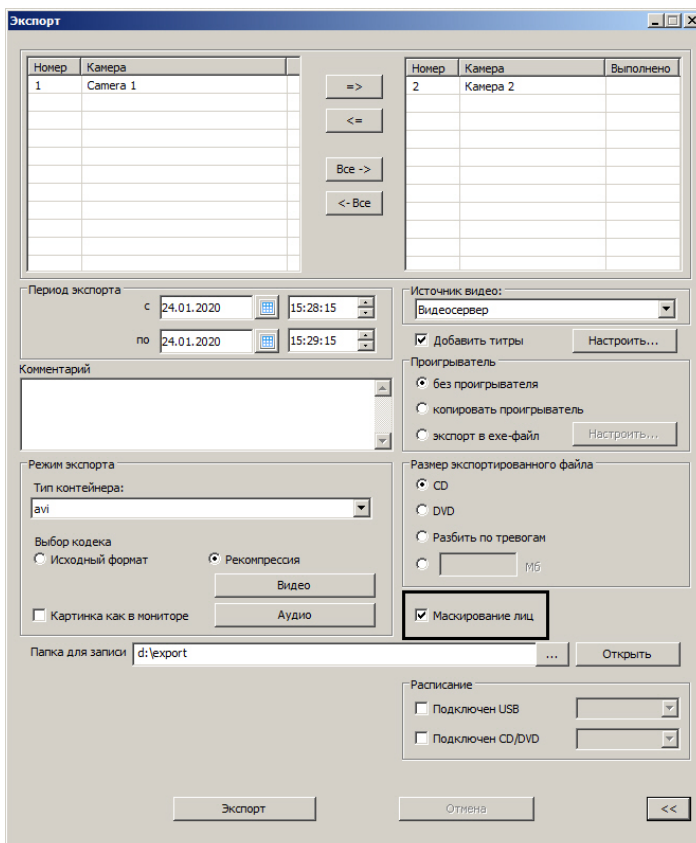 Экспорт
Номер Камера
1 Camera 1
=>
<=
Все ->
<- Все
Номер Камера Выполнено
2 Камера 2
Период экспорта
с 24.01.2020 15:28:15
по 24.01.2020 15:29:15
Источник видео:
Видеосервер
Добавить титры Настроить...
Комментарий
Проигрыватель
без проигрывателя
копировать проигрыватель
экспорт в exe-файл Настроить...
Режим экспорта
Тип контейнера:
avi
Выбор кодека
Исходный формат Рекомпрессия
Видео
Картинка как в мониторе Аудио
Размер экспортированного файла
CD
DVD
Разбить по тревогам
Мб
Маскирование лиц
Папка для записи d:\export ... Открыть
Расписание
Подключен USB
Подключен CD/DVD
Экспорт Отмена <<